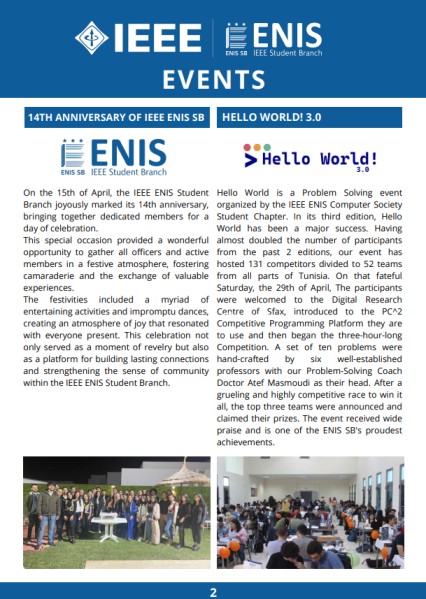 IEEE
ENIS
ENIS SB IEEE Student Branch
EVENTS
14TH ANNIVERSARY OF IEEE ENIS SB
ENIS
ENIS SB IEEE Student Branch
On the 15th of April, the IEEE ENIS Student
Branch joyously marked its 14th anniversary,
bringing together dedicated members for a
day of celebration.
This special occasion provided a wonderful
opportunity to gather all officers and active
members in a festive atmosphere, fostering
camaraderie and the exchange of valuable
experiences.
The festivities included a myriad of
entertaining activities and impromptu dances,
creating an atmosphere of joy that resonated
with everyone present. This celebration not
only served as a moment of revelry but also
as a platform for building lasting connections
and strengthening the sense of community
within the IEEE ENIS Student Branch.
HELLO WORLD! 3.0
Hello World!
3.0
Hello World is a Problem Solving event
organized by the IEEE ENIS Computer Society
Student Chapter. In its third edition, Hello
World has been a major success. Having
almost doubled the number of participants
from the past 2 editions, our event has
hosted 131 competitors divided to 52 teams
from all parts of Tunisia. On that fateful
Saturday, the 29th of April, The participants
were welcomed to the Digital Research
Centre of Sfax, introduced to the PC^2
Competitive Programming Platform they are
to use and then began the three-hour-long
Competition. A set of ten problems were
hand-crafted by six well-established
professors with our Problem-Solving Coach
Doctor Atef Masmoudi as their head. After a
grueling and highly competitive race to win it
all, the top three teams were announced and
claimed their prizes. The event received wide
praise and is one of the ENIS SB's proudest
achievements.
2